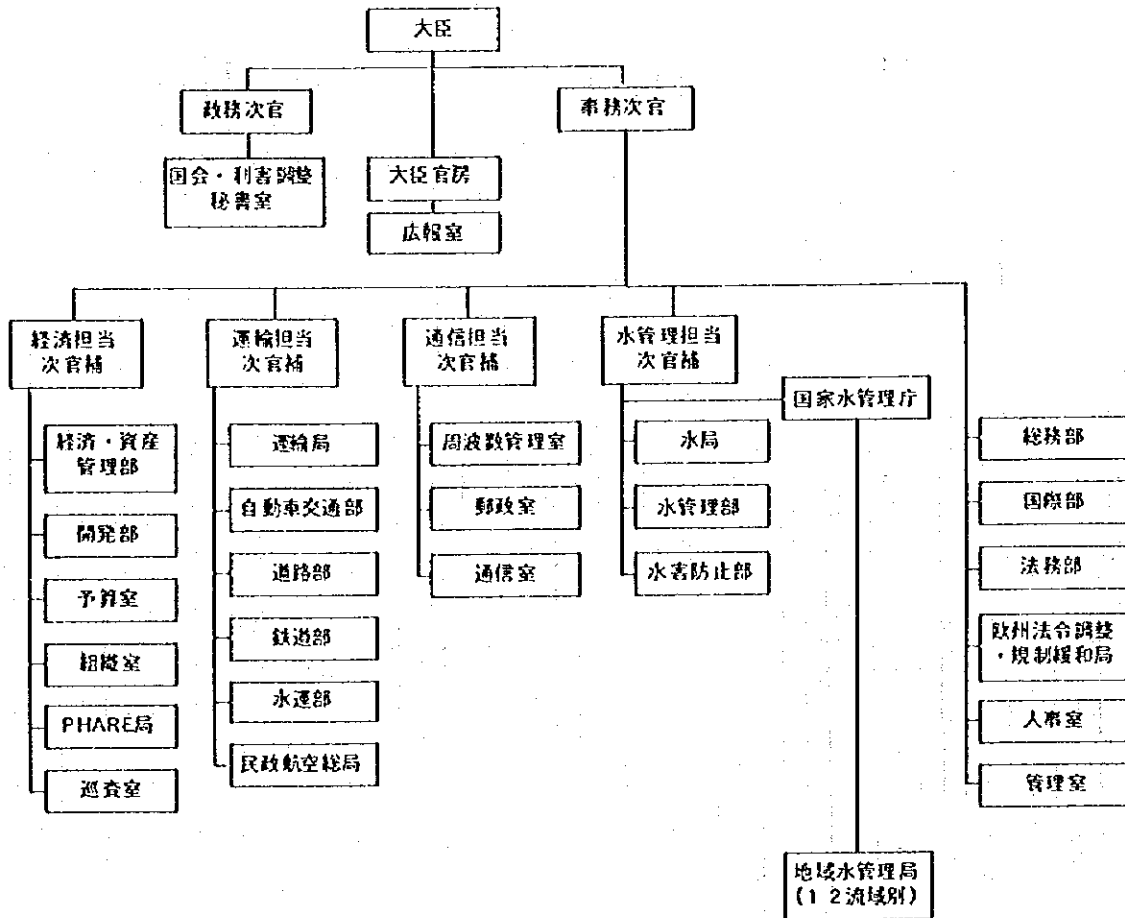 大臣
政務次官
事務次官
国会・利害調整
秘書室
大臣官房
広報室
経済担当
次官補
運輸担当
次官補
通信担当
次官補
水管理担当
次官補
国家水管理庁
経済・資産
管理部
開発部
予算室
組織室
PHARE局
巡査室
運輸局
自動車交通部
道路部
鉄道部
水運部
民政航空総局
周波数管理室
郵政室
通信室
水局
水管理部
水害防止部
総務部
国際部
法務部
欧州法令調整
・規制緩和局
人事室
管理室
地域水管理局
(12流域別)